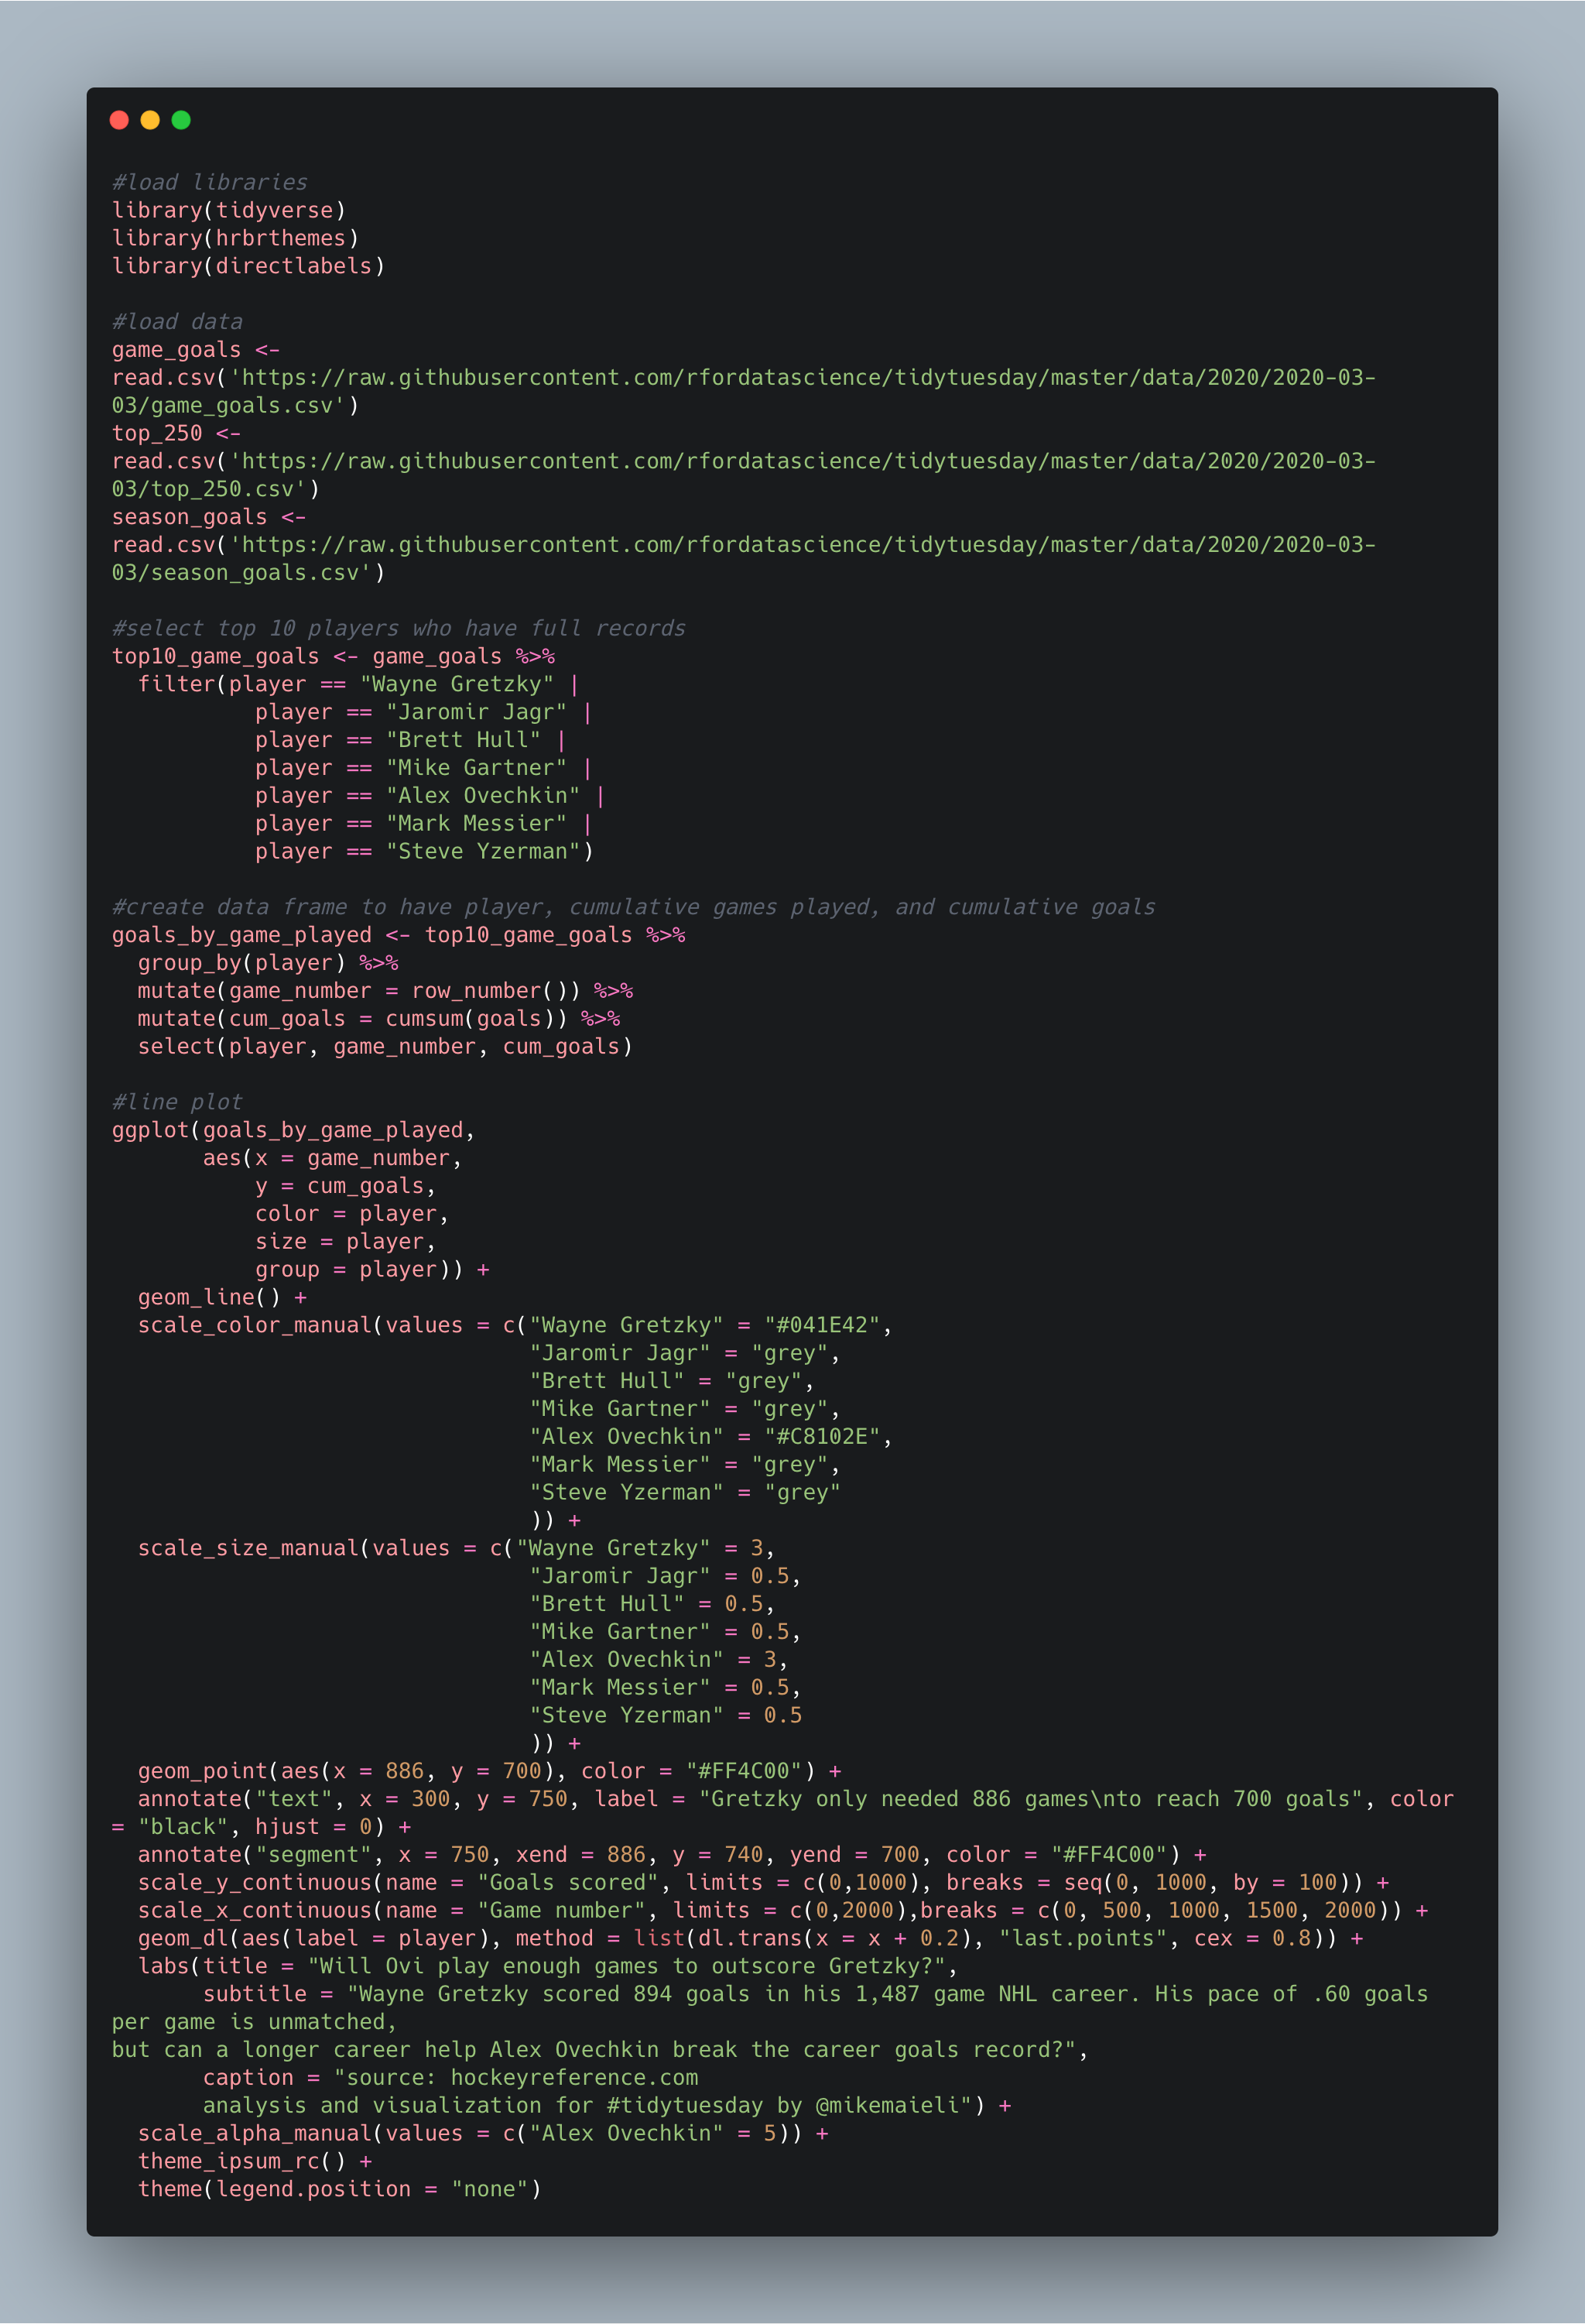 #load libraries
library(tidyverse)
library(hrbrthemes)
library(directlabels)

#load data
game_goals <-
read.csv('https://raw.githubusercontent.com/rfordatascience/tidytuesday/master/data/2020/2020-03-
03/game_goals.csv')
top_250 <-
read.csv('https://raw.githubusercontent.com/rfordatascience/tidytuesday/master/data/2020/2020-03-
03/top_250.csv')
season_goals <-
read.csv('https://raw.githubusercontent.com/rfordatascience/tidytuesday/master/data/2020/2020-03-
03/season_goals.csv')

#select top 10 players who have full records
top10_game_goals <- game_goals %>%
  filter(player == "Wayne Gretzky" |
           player == "Jaromir Jagr" |
           player == "Brett Hull" |
           player == "Mike Gartner" |
           player == "Alex Ovechkin" |
           player == "Mark Messier" |
           player == "Steve Yzerman")

#create data frame to have player, cumulative games played, and cumulative goals
goals_by_game_played <- top10_game_goals %>%
  group_by(player) %>%
  mutate(game_number = row_number()) %>%
  mutate(cum_goals = cumsum(goals)) %>%
  select(player, game_number, cum_goals)

#line plot
ggplot(goals_by_game_played,
       aes(x = game_number,
           y = cum_goals,
           color = player,
           size = player,
           group = player)) +
  geom_line() +
  scale_color_manual(values = c("Wayne Gretzky" = "#041E42",
                                "Jaromir Jagr" = "grey",
                                "Brett Hull" = "grey",
                                "Mike Gartner" = "grey",
                                "Alex Ovechkin" = "#C8102E",
                                "Mark Messier" = "grey",
                                "Steve Yzerman" = "grey"
                                )) +
  scale_size_manual(values = c("Wayne Gretzky" = 3,
                                "Jaromir Jagr" = 0.5,
                                "Brett Hull" = 0.5,
                                "Mike Gartner" = 0.5,
                                "Alex Ovechkin" = 3,
                                "Mark Messier" = 0.5,
                                "Steve Yzerman" = 0.5
                                )) +
  geom_point(aes(x = 886, y = 700), color = "#FF4C00") +
  annotate("text", x = 300, y = 750, label = "Gretzky only needed 886 games\nto reach 700 goals", color
= "black", hjust = 0) +
  annotate("segment", x = 750, xend = 886, y = 740, yend = 700, color = "#FF4C00") +
  scale_y_continuous(name = "Goals scored", limits = c(0,1000), breaks = seq(0, 1000, by = 100)) +
  scale_x_continuous(name = "Game number", limits = c(0,2000),breaks = c(0, 500, 1000, 1500, 2000)) +
  geom_dl(aes(label = player), method = list(dl.trans(x = x + 0.2), "last.points", cex = 0.8)) +
  labs(title = "Will Ovi play enough games to outscore Gretzky?",
       subtitle = "Wayne Gretzky scored 894 goals in his 1,487 game NHL career. His pace of .60 goals
per game is unmatched,
but can a longer career help Alex Ovechkin break the career goals record?",
       caption = "source: hockeyreference.com
       analysis and visualization for #tidytuesday by @mikemaieli") +
  scale_alpha_manual(values = c("Alex Ovechkin" = 5)) +
  theme_ipsum_rc() +
  theme(legend.position = "none")